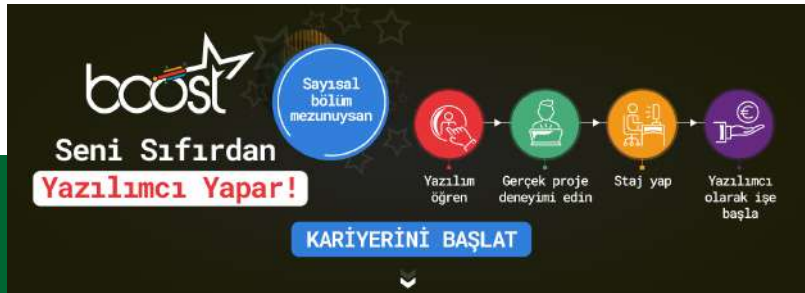 boost
Seni Sıfırdan
Yazılımcı Yapar!
Sayısal
bölüm
mezunuysan
Yazılım
öğren
Gerçek proje
deneyimi edin
Staj yap
Yazılımcı
olarak işe
başla
KARİYERİNİ BAŞLAT